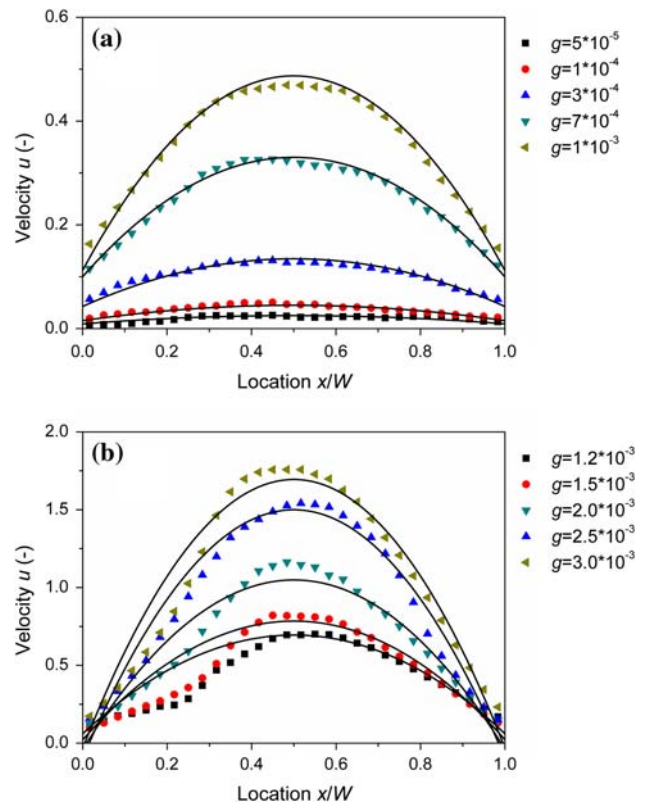 (a)
0.6
0.4
0.2
0.0
Velocity u (-)
0.0 0.2 0.4 0.6 0.8 1.0
Location x/W
g=5*10⁻⁵
g=1*10⁻⁴
g=3*10⁻⁴
g=7*10⁻⁴
g=1*10⁻³
(b)
2.0
1.5
1.0
0.5
0.0
Velocity u (-)
0.0 0.2 0.4 0.6 0.8 1.0
Location x/W
g=1.2*10⁻³
g=1.5*10⁻³
g=2.0*10⁻³
g=2.5*10⁻³
g=3.0*10⁻³